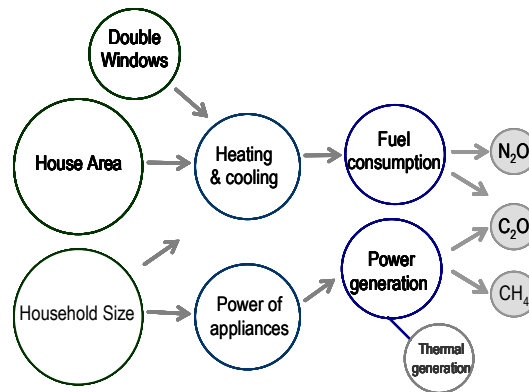 Double
Windows
House Area
Heating
& cooling
Fuel
consumption
N₂O
C₂O
Household Size
Power of
appliances
Power
generation
CH₄
Thermal
generation